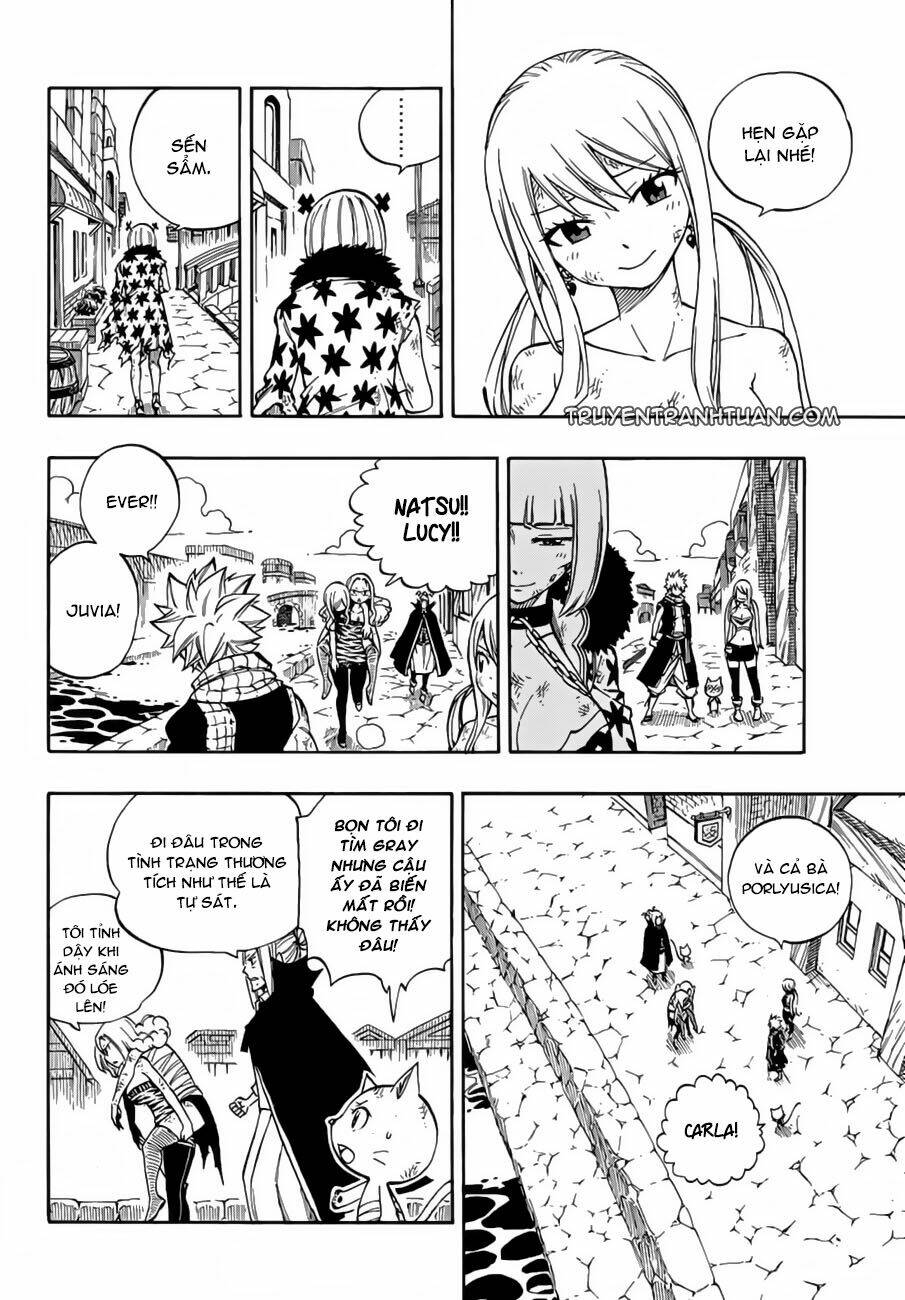 HẸN GẶP
LẠI NHÉ!
.......
SẾN
SẨM.
TRUYENTRANHTUAN.COM
NATSU!!
LUCY!!
EVER!!
JUVIA!
VÀ CẢ BÀ
PORLYUSICA!
CARLA!
BỌN TÔI ĐI
TÌM GRAY
NHƯNG CẬU
ẤY ĐÃ BIẾN
MẤT RỒI!
KHÔNG THẤY
ĐÂU!
ĐI ĐÂU TRONG
TÌNH TRẠNG THƯƠNG
TÍCH NHƯ THẾ LÀ
TỰ SÁT.
TÔI TỈNH
DẬY KHI
ÁNH SÁNG
ĐÓ LÓE
LÊN!